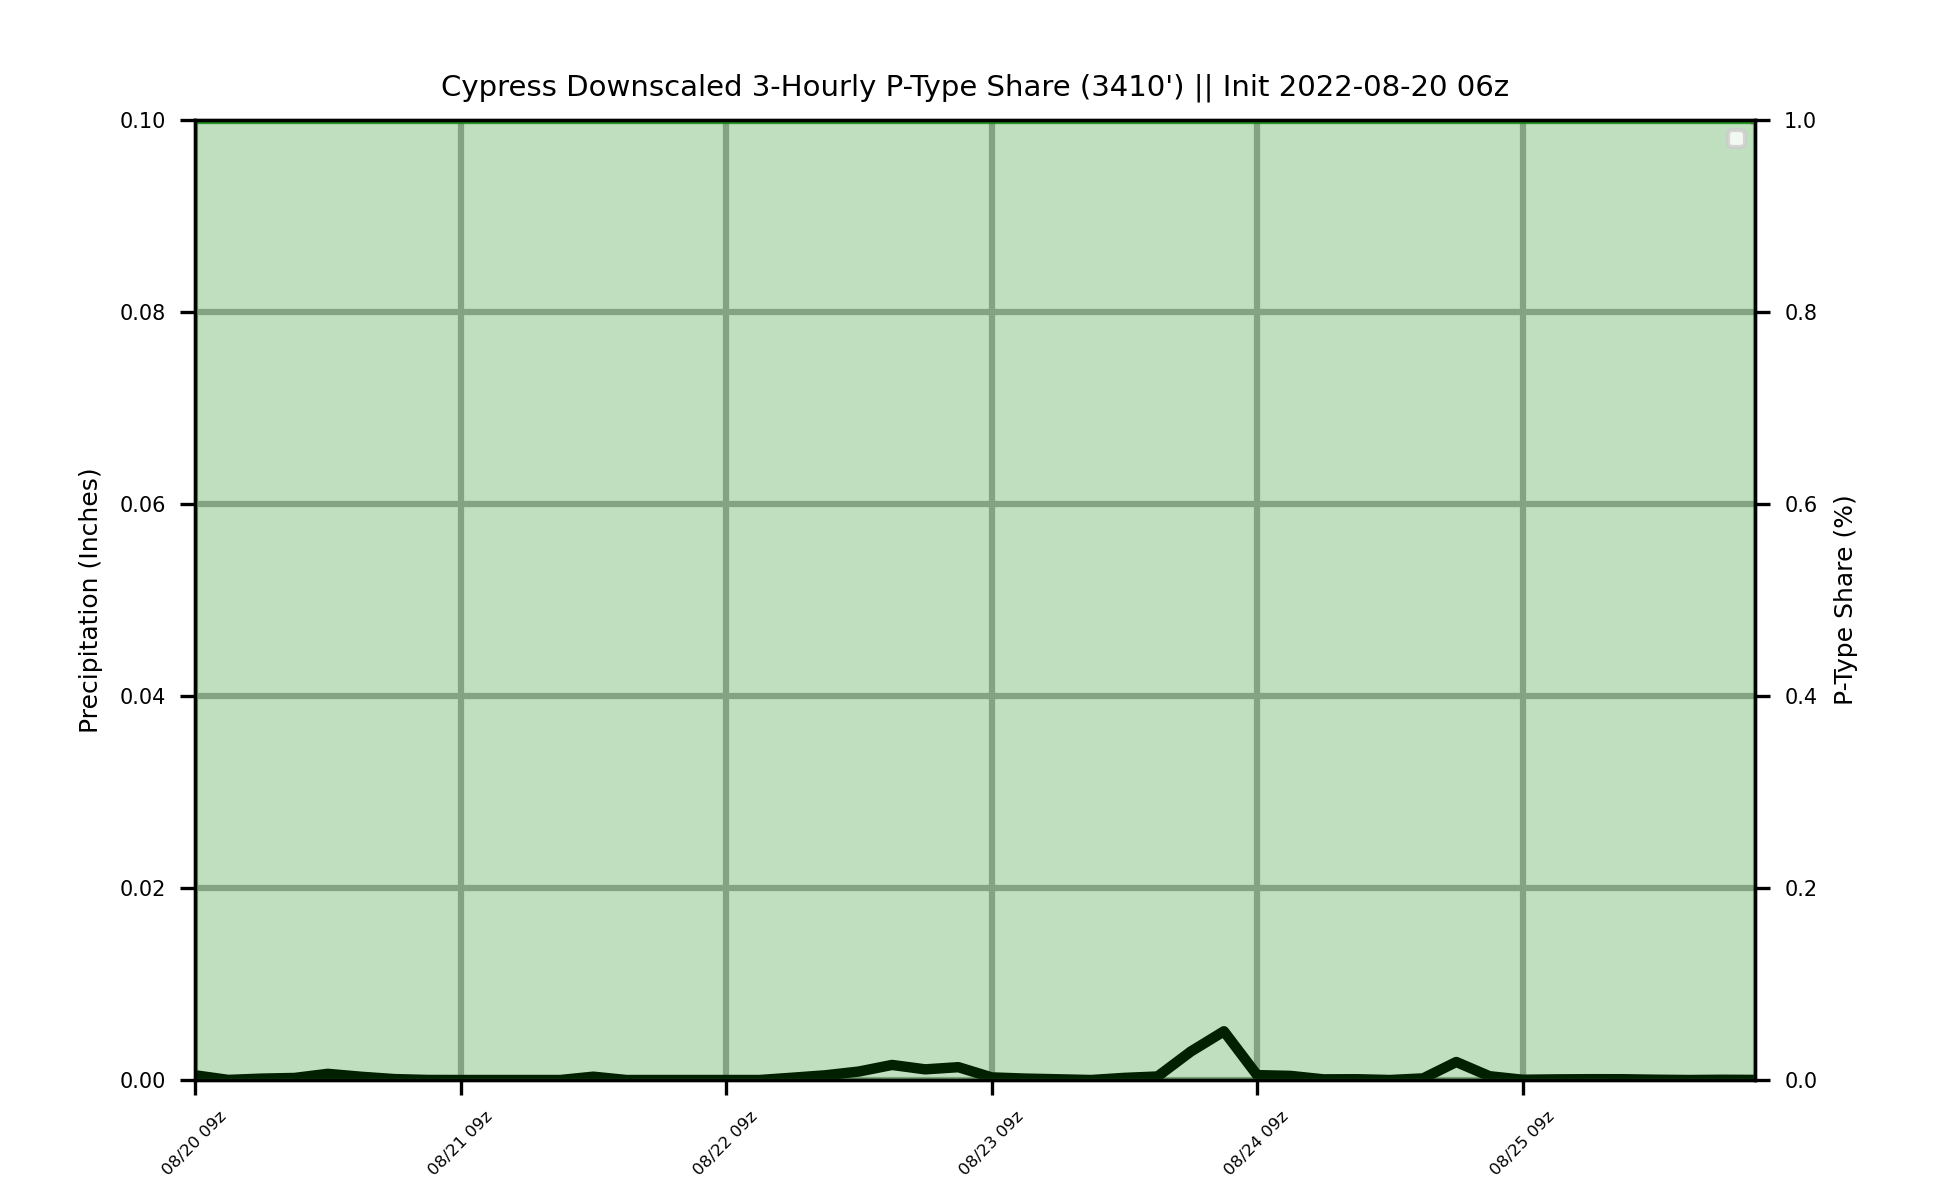 Cypress Downscaled 3-Hourly P-Type Share (3410') || Init 2022-08-20 06z
Precipitation (Inches)
0.10
0.08
0.06
0.04
0.02
0.00
1.0
0.8
0.6
0.4
0.2
0.0
P-Type Share (%)
08/20 09z
08/21 09z
08/22 09z
08/23 09z
08/24 09z
08/25 09z